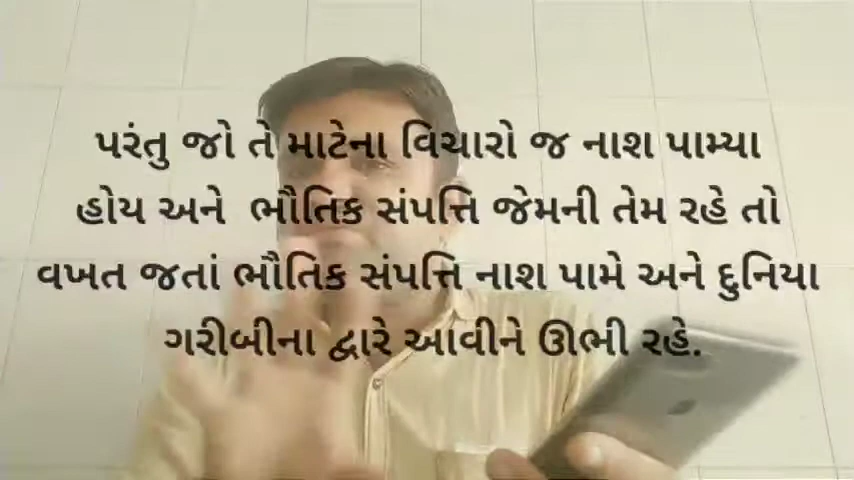 પરંતુ જો તે માટેના વિચારો જ નાશ પામ્યા
હોય અને ભૌતિક સંપત્તિ જેમની તેમ રહે તો
વખત જતાં ભૌતિક સંપત્તિ નાશ પામે અને દુનિયા
ગરીબીના દ્વારે આવીને ઊભી રહે.